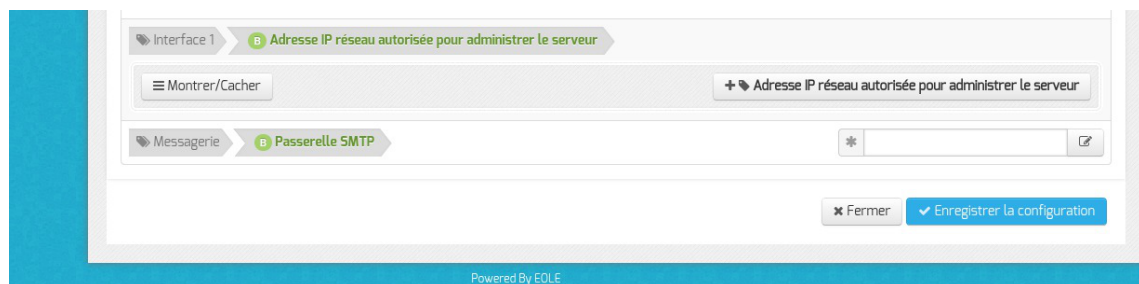 Interface 1 B Adresse IP réseau autorisée pour administrer le serveur
Montrer/Cacher + Adresse IP réseau autorisée pour administrer le serveur
Messagerie B Passerelle SMTP *
Fermer Enregistrer la configuration
Powered By EOLE